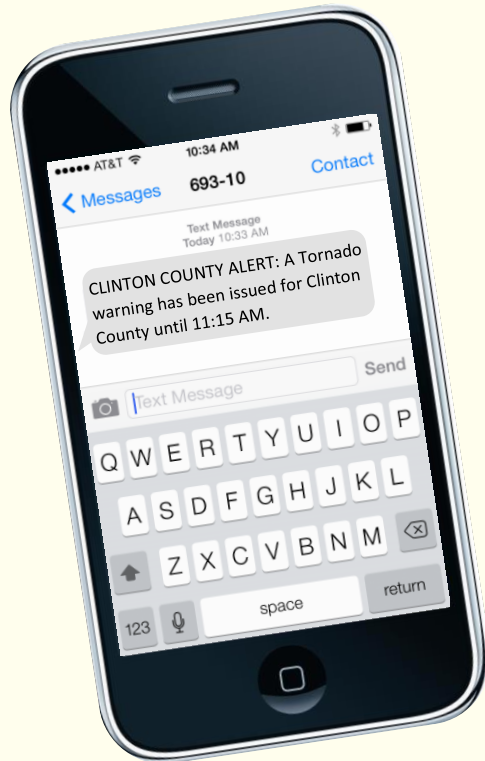 AT&T 10:34 AM
Messages 693-10 Contact
Text Message
Today 10:33 AM
CLINTON COUNTY ALERT: A Tornado
warning has been issued for Clinton
County until 11:15 AM.
Text Message Send
Q W E R T Y U I O P
A S D F G H J K L
Z X C V B N M
123 space return